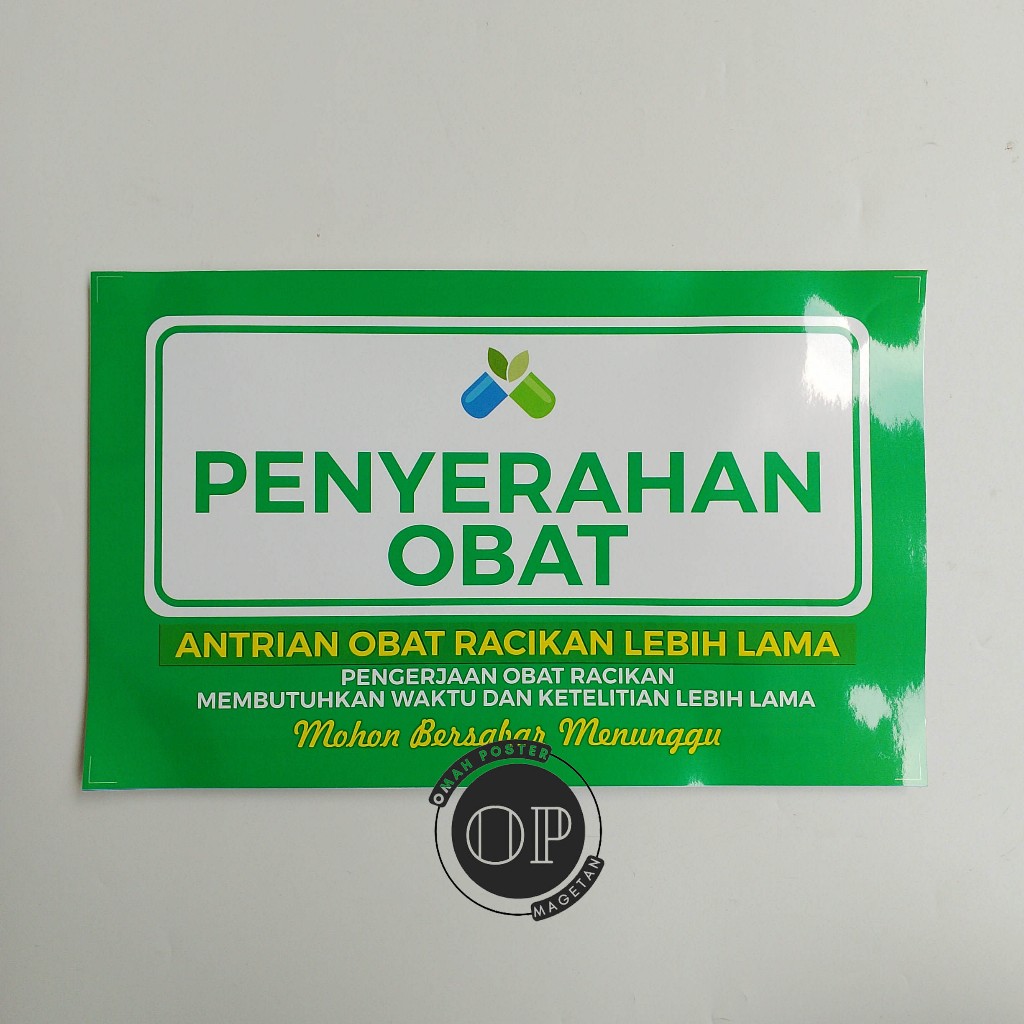 PENYERAHAN
OBAT
ANTRIAN OBAT RACIKAN LEBIH LAMA
PENGERJAAN OBAT RACIKAN
MEMBUTUHKAN WAKTU DAN KETELITIAN LEBIH LAMA
Mohon Bersabar Menunggu
OMAH POSTER
OP
MAGETAN